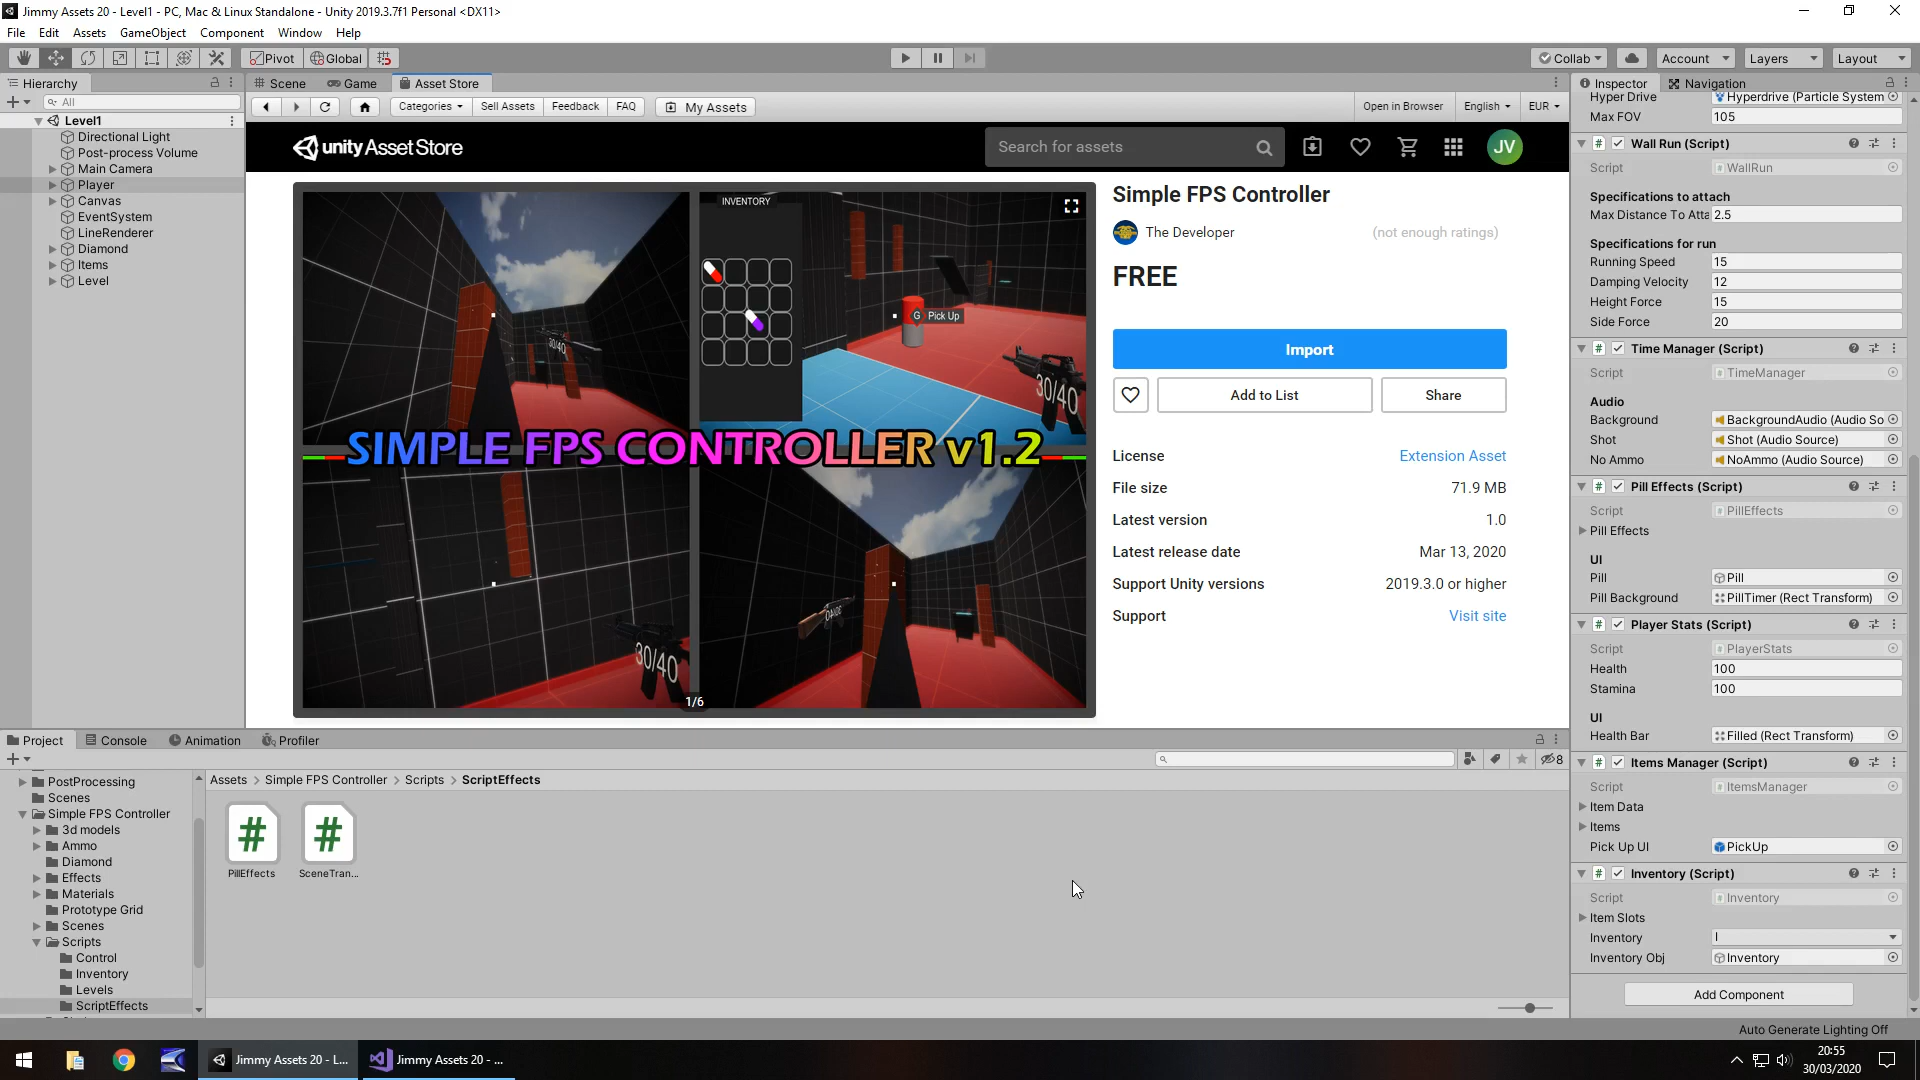 Jimmy Assets 20 - Level1 - PC, Mac & Linux Standalone - Unity 2019.3.7f1 Personal <DX11>
File Edit Assets GameObject Component Window Help
Pivot Global Collab Account Layers Layout
Hierarchy
All
Level1
Directional Light
Post-process Volume
Main Camera
Player
Canvas
EventSystem
LineRenderer
Diamond
Items
Level
Scene Game Asset Store
Categories Sell Assets Feedback FAQ My Assets Open in Browser English EUR
unity Asset Store
Search for assets
JV
INVENTORY
G Pick Up
30/40
30/40
SIMPLE FPS CONTROLLER v1.2
30/40
1/6
Simple FPS Controller
The Developer (not enough ratings)
FREE
Import
Add to List Share
License Extension Asset
File size 71.9 MB
Latest version 1.0
Latest release date Mar 13, 2020
Support Unity versions 2019.3.0 or higher
Support Visit site
Inspector Navigation
Hyper Drive Hyperdrive (Particle System
Max FOV 105
Wall Run (Script)
Script WallRun
Specifications to attach
Max Distance To Atta 2.5
Specifications for run
Running Speed 15
Damping Velocity 12
Height Force 15
Side Force 20
Time Manager (Script)
Script TimeManager
Audio
Background BackgroundAudio (Audio So
Shot Shot (Audio Source)
No Ammo NoAmmo (Audio Source)
Pill Effects (Script)
Script PillEffects
Pill Effects
UI
Pill Pill
Pill Background PillTimer (Rect Transform)
Player Stats (Script)
Script PlayerStats
Health 100
Stamina 100
UI
Health Bar Filled (Rect Transform)
Items Manager (Script)
Script ItemsManager
Item Data
Items
Pick Up UI PickUp
Inventory (Script)
Script Inventory
Item Slots
Inventory I
Inventory Obj Inventory
Add Component
Project Console Animation Profiler
8
PostProcessing
Scenes
Simple FPS Controller
3d models
Ammo
Diamond
Effects
Materials
Prototype Grid
Scenes
Scripts
Control
Inventory
Levels
ScriptEffects
Assets > Simple FPS Controller > Scripts > ScriptEffects
PillEffects SceneTran...
Auto Generate Lighting Off
Jimmy Assets 20 - L... Jimmy Assets 20 - ...
20:55
30/03/2020